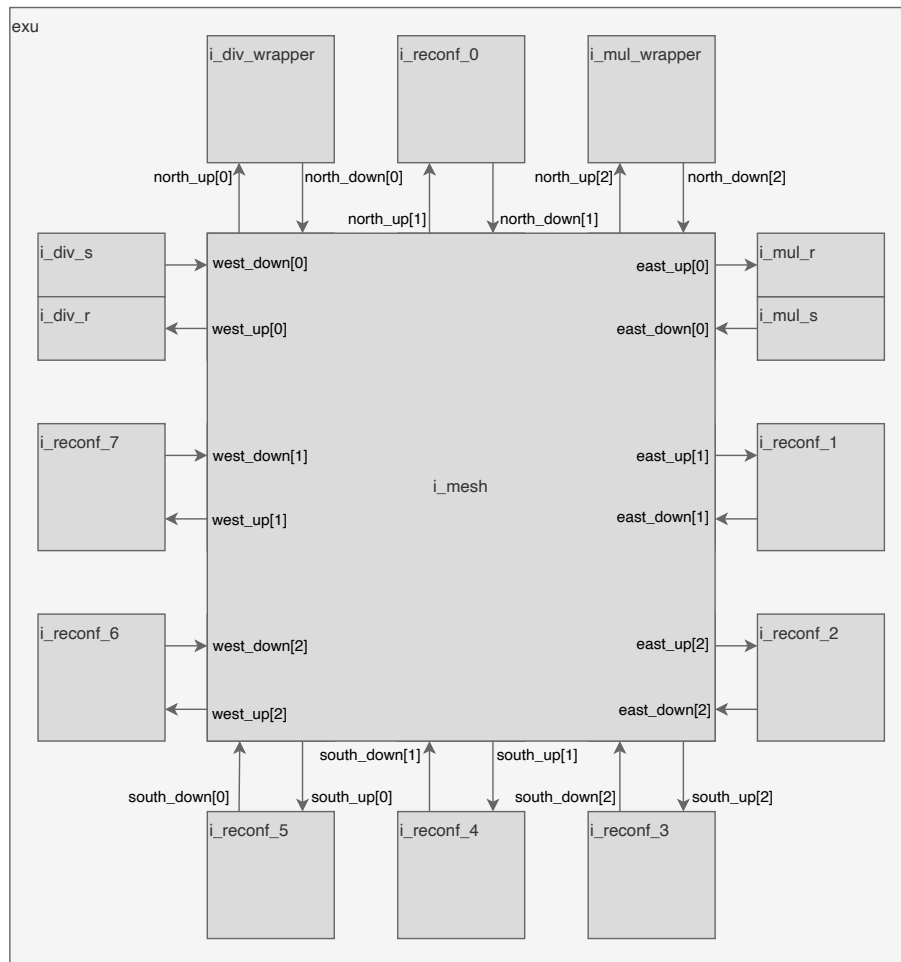 exu
i_div_wrapper
i_reconf_0
i_mul_wrapper
north_up[0]
north_down[0]
north_up[2]
north_down[2]
north_up[1]
north_down[1]
i_div_s
west_down[0]
east_up[0]
i_mul_r
i_div_r
west_up[0]
east_down[0]
i_mul_s
i_reconf_7
west_down[1]
east_up[1]
i_reconf_1
i_mesh
west_up[1]
east_down[1]
i_reconf_6
west_down[2]
east_up[2]
i_reconf_2
west_up[2]
east_down[2]
south_down[1]
south_up[1]
south_down[0]
south_up[0]
south_down[2]
south_up[2]
i_reconf_5
i_reconf_4
i_reconf_3